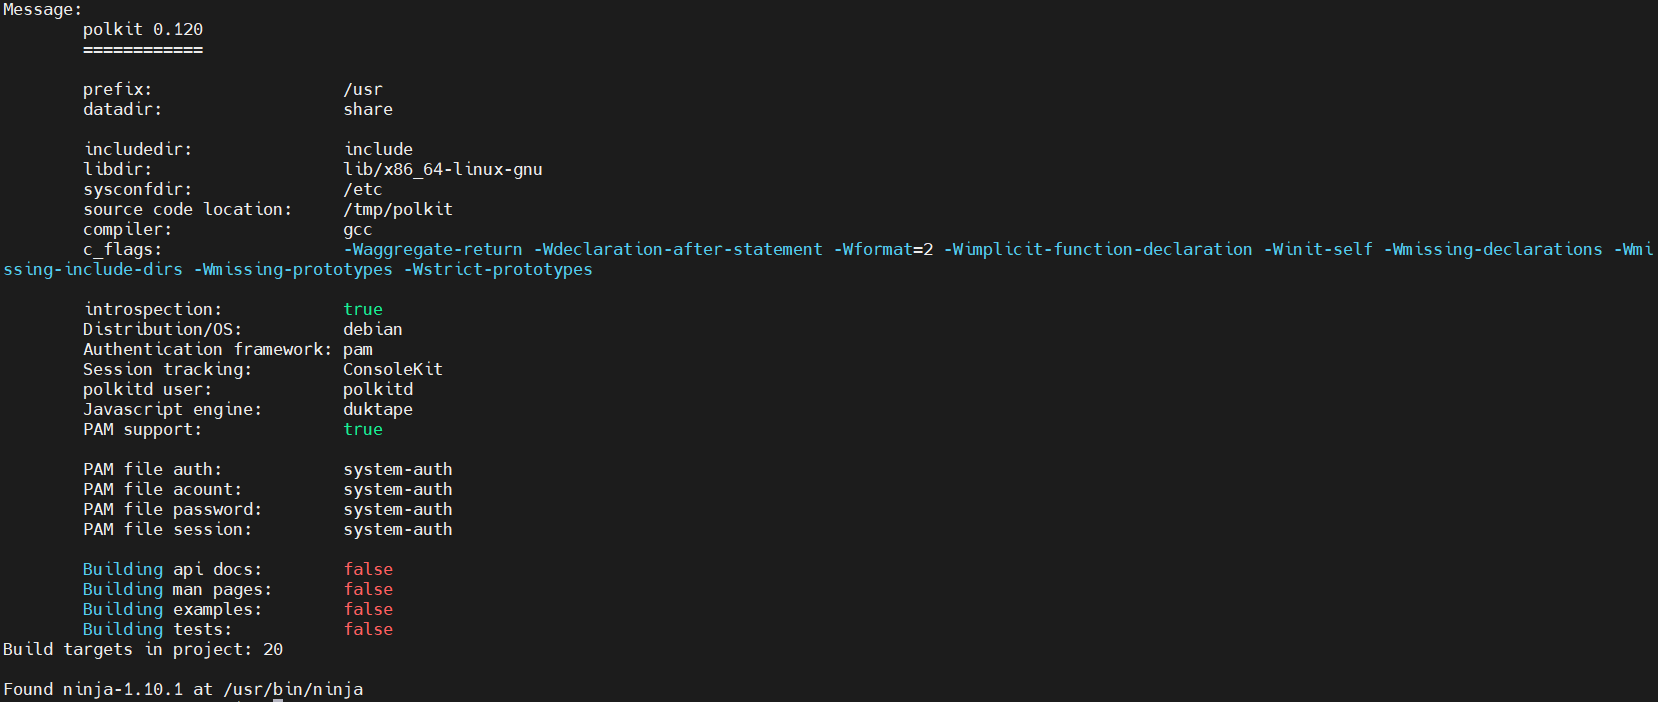 Message:
polkit 0.120
============
prefix: /usr
datadir: share
includedir: include
libdir: lib/x86_64-linux-gnu
sysconfdir: /etc
source code location: /tmp/polkit
compiler: gcc
c_flags: -Waggregate-return -Wdeclaration-after-statement -Wformat=2 -Wimplicit-function-declaration -Winit-self -Wmissing-declarations -Wmi
ssing-include-dirs -Wmissing-prototypes -Wstrict-prototypes
introspection: true
Distribution/OS: debian
Authentication framework: pam
Session tracking: ConsoleKit
polkitd user: polkitd
Javascript engine: duktape
PAM support: true
PAM file auth: system-auth
PAM file acount: system-auth
PAM file password: system-auth
PAM file session: system-auth
Building api docs: false
Building man pages: false
Building examples: false
Building tests: false
Build targets in project: 20
Found ninja-1.10.1 at /usr/bin/ninja